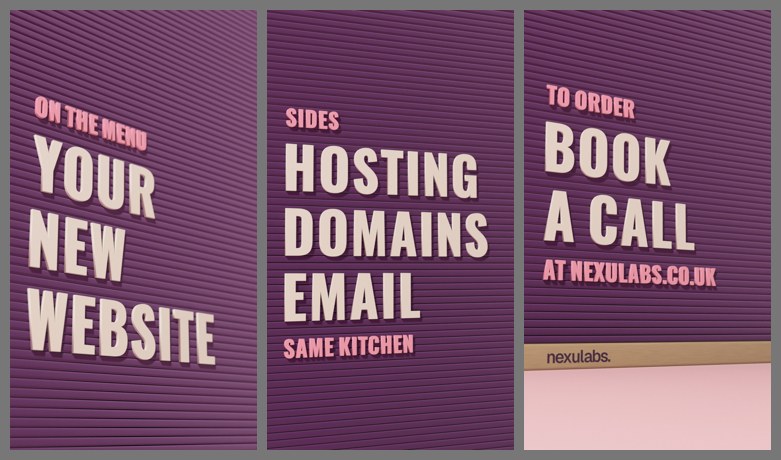 ON THE MENU
YOUR
NEW
WEBSITE
SIDES
HOSTING
DOMAINS
EMAIL
SAME KITCHEN
TO ORDER
BOOK
A CALL
AT NEXULABS.CO.UK
nexulabs.